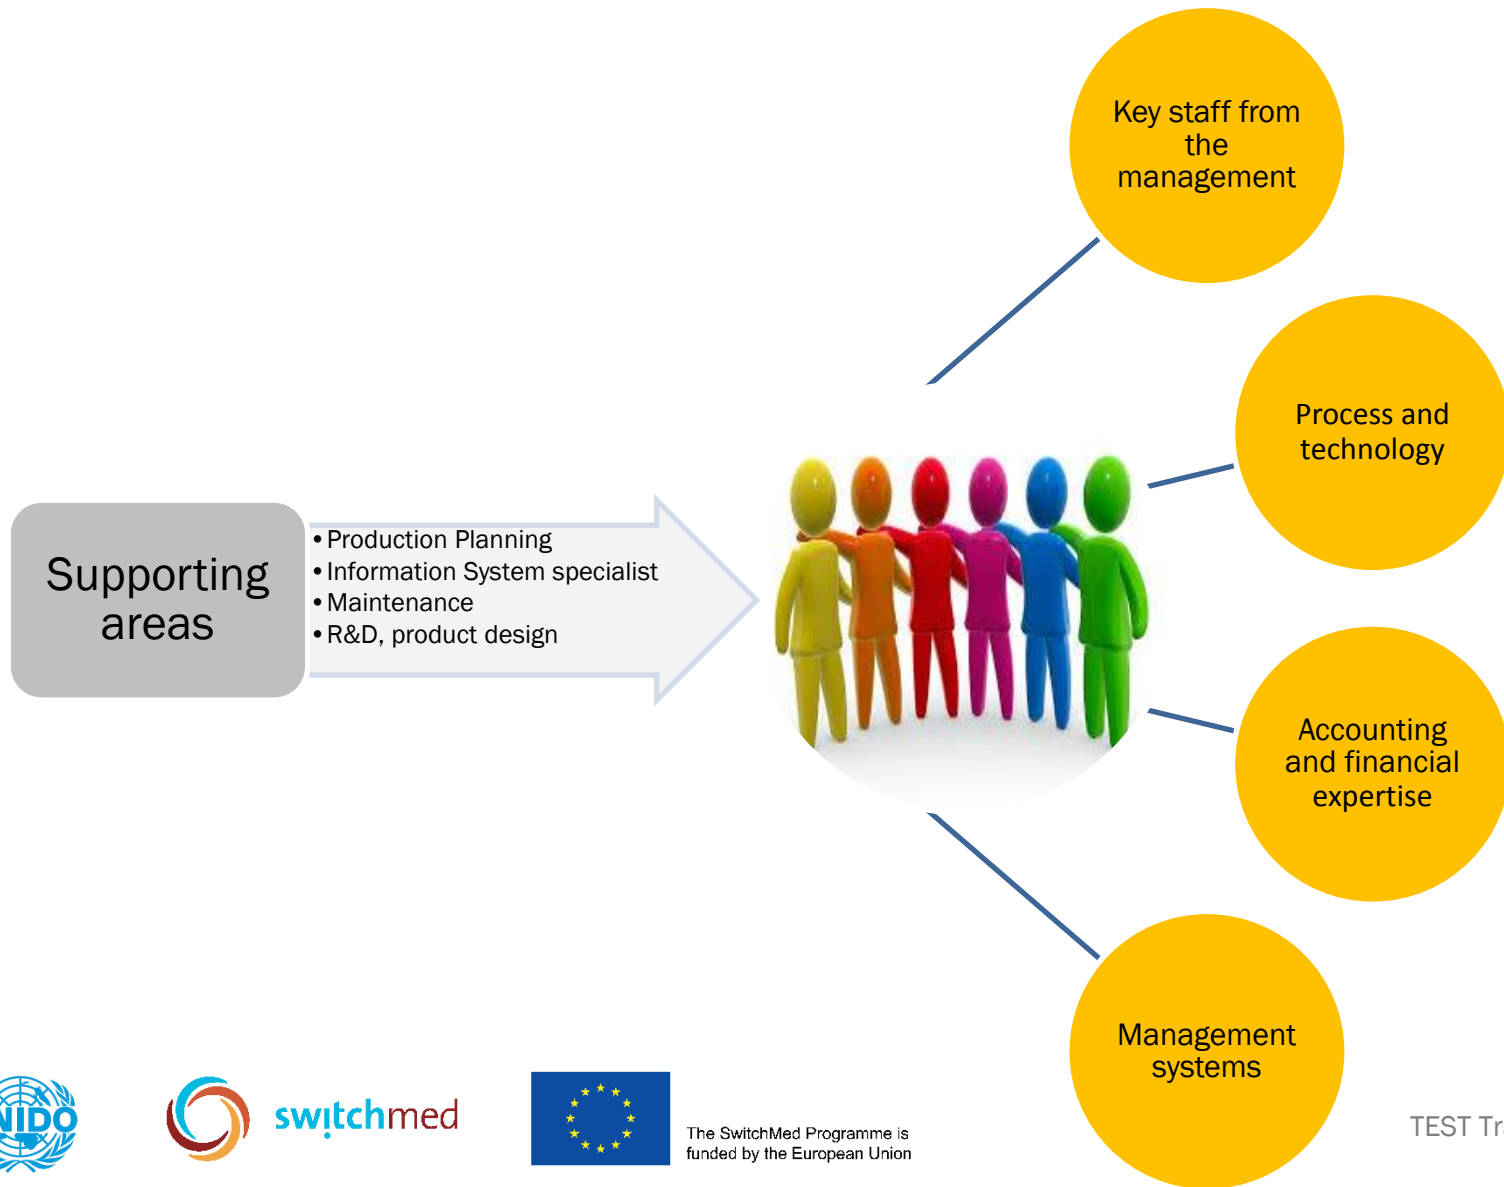 Key staff from
the
management
Process and
technology
Supporting
areas
•Production Planning
•Information System specialist
•Maintenance
•R&D, product design
Accounting
and financial
expertise
Management
systems
NIDO
switchmed
The SwitchMed Programme is
funded by the European Union
TEST